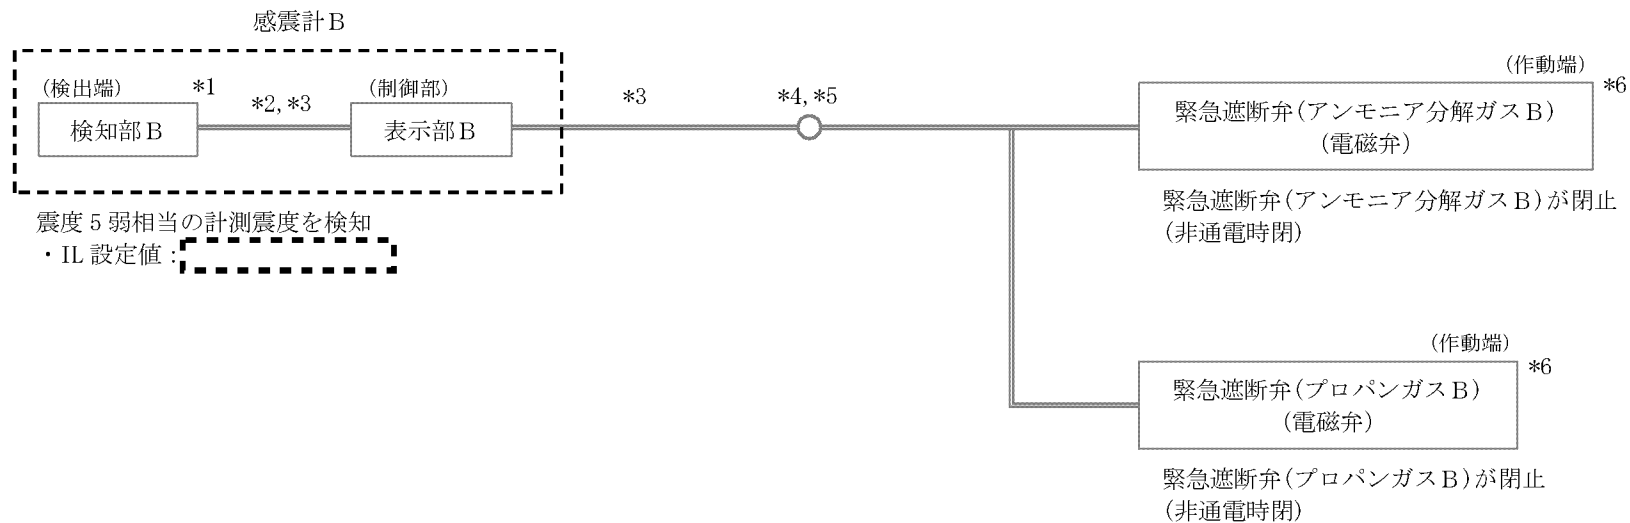 感震計B
(検出端)
*1
*2, *3
(制御部)
検知部B
表示部B
*3
*4, *5
(作動端)
*6
緊急遮断弁(アンモニア分解ガスB)
(電磁弁)
緊急遮断弁(アンモニア分解ガスB)が閉止
(非通電時閉)
震度5弱相当の計測震度を検知
・IL設定値:
(作動端)
*6
緊急遮断弁(プロパンガスB)
(電磁弁)
緊急遮断弁(プロパンガスB)が閉止
(非通電時閉)